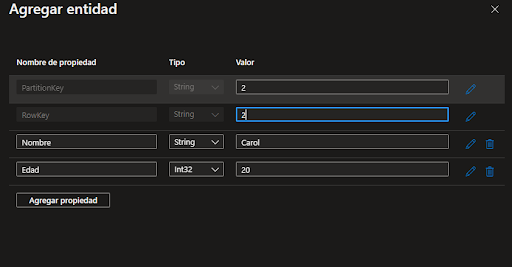 Agregar entidad
Nombre de propiedad Tipo Valor
PartitionKey String 2
RowKey String 2
Nombre String Carol
Edad Int32 20
Agregar propiedad